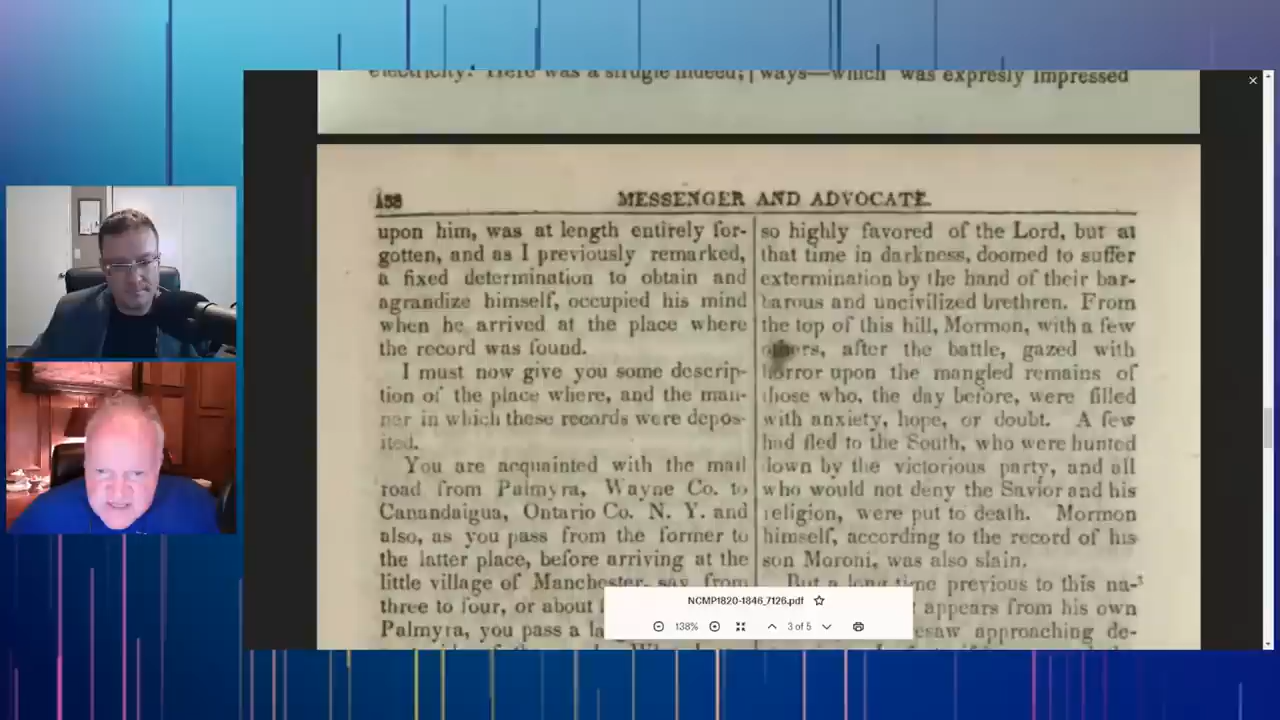 electricity. Here was a strugle indeed;
ways—which was expresly impressed
158
MESSENGER AND ADVOCATE.
upon him, was at length entirely for-
gotten, and as I previously remarked,
a fixed determination to obtain and
agrandize himself, occupied his mind
when he arrived at the place where
the record was found.
I must now give you some descrip-
tion of the place where, and the man-
ner in which these records were depos-
ited.
You are acquainted with the mail
road from Palmyra, Wayne Co. to
Canandaigua, Ontario Co. N. Y. and
also, as you pass from the former to
the latter place, before arriving at the
little village of Manchester, say from
three to four, or about
Palmyra, you pass a
so highly favored of the Lord, but at
that time in darkness, doomed to suffer
extermination by the hand of their bar-
barous and uncivilized brethren. From
the top of this hill, Mormon, with a few
others, after the battle, gazed with
horror upon the mangled remains of
those who, the day before, were filled
with anxiety, hope, or doubt. A few
had fled to the South, who were hunted
down by the victorious party, and all
who would not deny the Savior and his
religion, were put to death. Mormon
himself, according to the record of his
son Moroni, was also slain.
But a long time previous to this
appears from his own
approaching de-
NCMP1820-1846_7126.pdf
138%
3 of 5